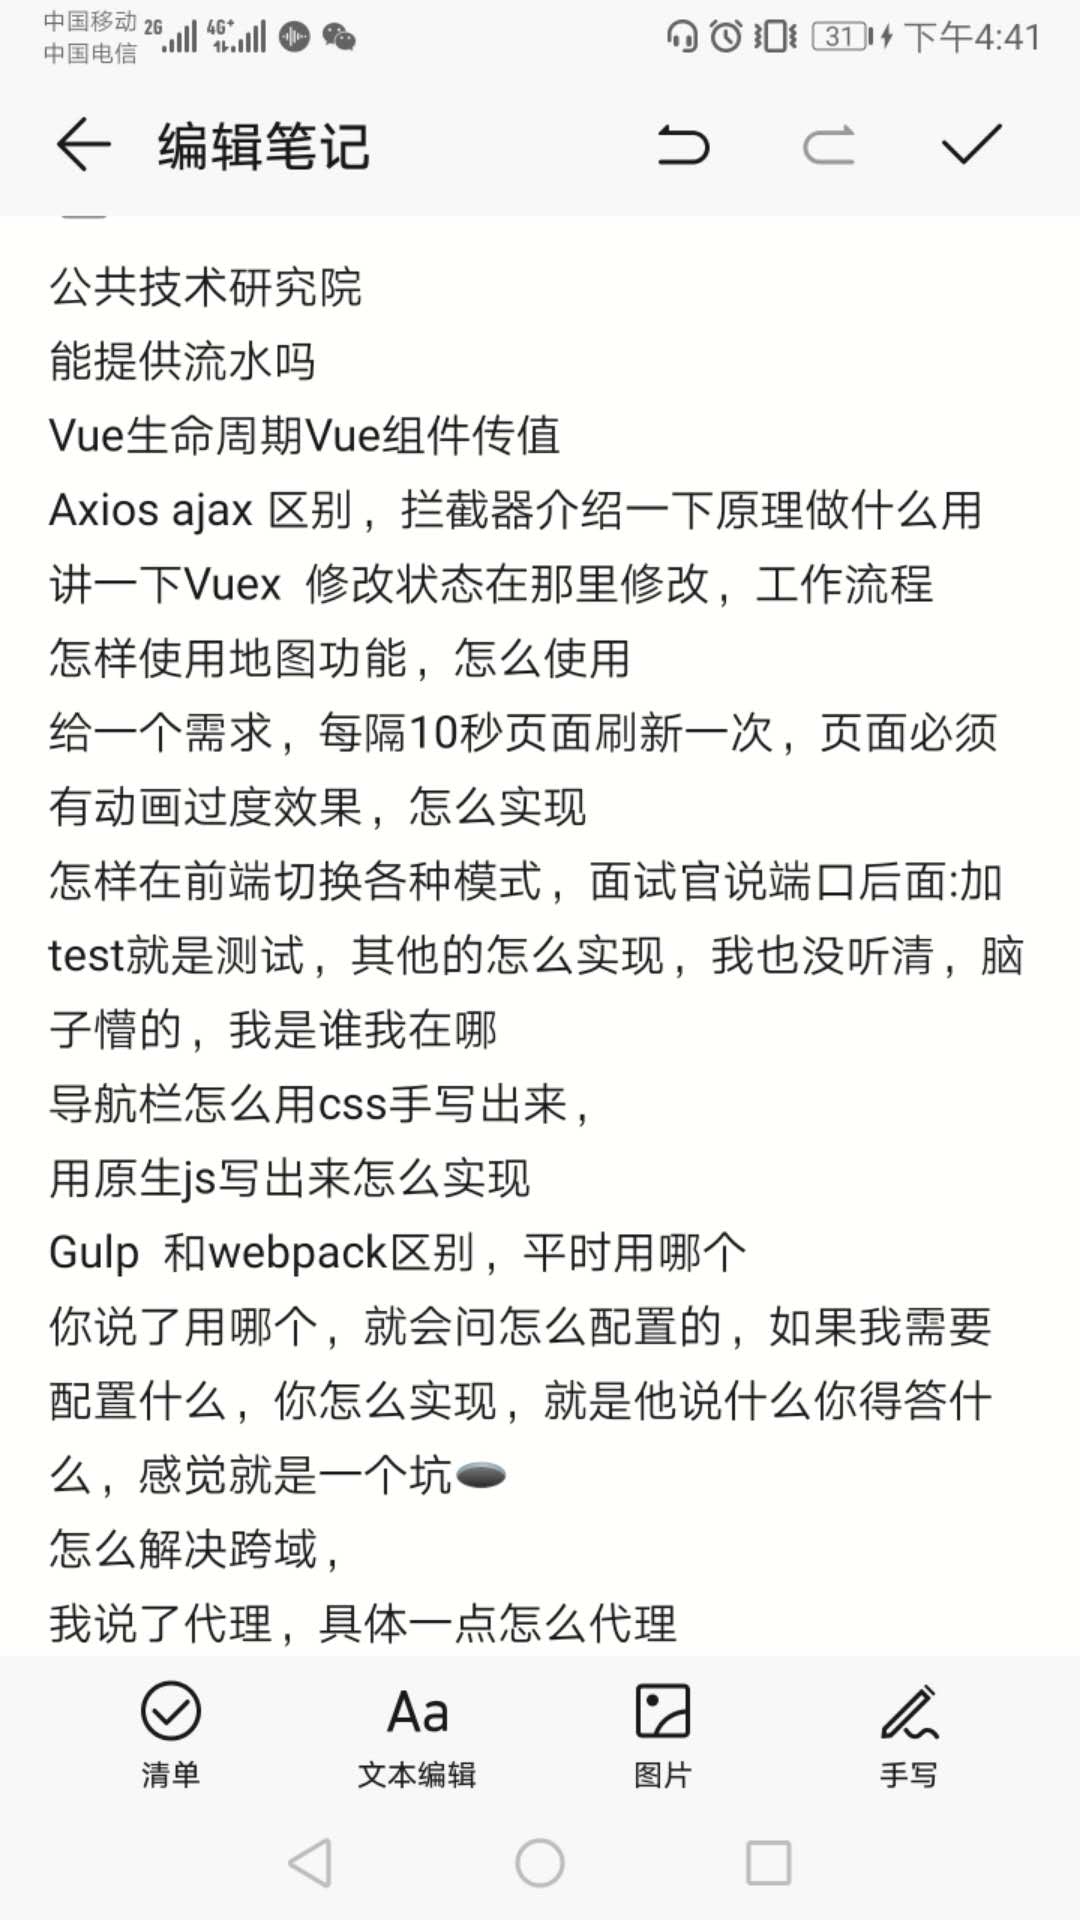 中国移动 2G 4G+
中国电信
31 下午4:41
编辑笔记
公共技术研究院
能提供流水吗
Vue生命周期Vue组件传值
Axios ajax 区别，拦截器介绍一下原理做什么用
讲一下Vuex 修改状态在那里修改，工作流程
怎样使用地图功能，怎么使用
给一个需求，每隔10秒页面刷新一次，页面必须
有动画过度效果，怎么实现
怎样在前端切换各种模式，面试官说端口后面:加
test就是测试，其他的怎么实现，我也没听清，脑
子懵的，我是谁我在哪
导航栏怎么用css手写出来，
用原生js写出来怎么实现
Gulp 和webpack区别，平时用哪个
你说了用哪个，就会问怎么配置的，如果我需要
配置什么，你怎么实现，就是他说什么你得答什
么，感觉就是一个坑🕳
怎么解决跨域，
我说了代理，具体一点怎么代理
清单 文本编辑 图片 手写